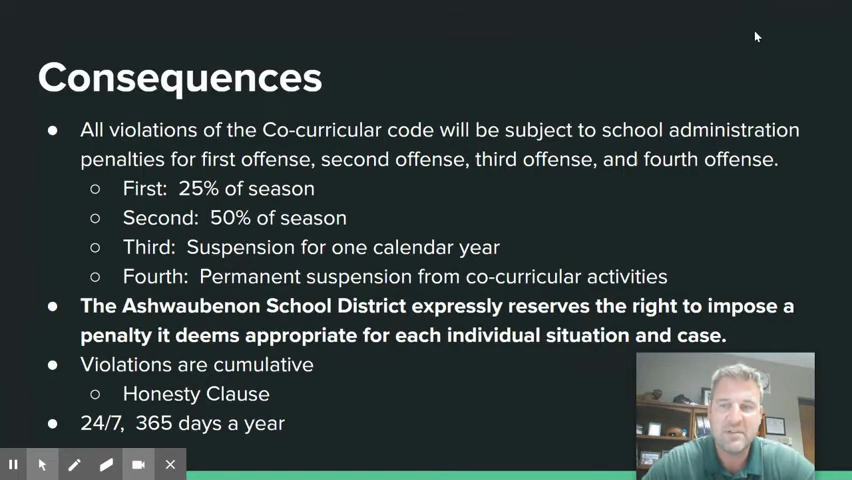 Consequences
● All violations of the Co-curricular code will be subject to school administration
penalties for first offense, second offense, third offense, and fourth offense.
○ First: 25% of season
○ Second: 50% of season
○ Third: Suspension for one calendar year
○ Fourth: Permanent suspension from co-curricular activities
● The Ashwaubenon School District expressly reserves the right to impose a
penalty it deems appropriate for each individual situation and case.
● Violations are cumulative
○ Honesty Clause
● 24/7, 365 days a year